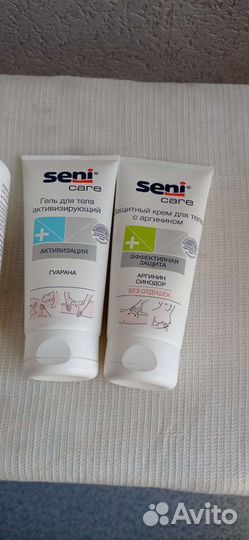 seni
care
Гель для тела
активизирующий
АКТИВИЗАЦИЯ
ГУАРАНА
seni
care
Защитный крем для тела
с аргинином
ЭФФЕКТИВНАЯ
ЗАЩИТА
АРГИНИН
СИНОДОР
БЕЗ ОТДУШЕК
Avito